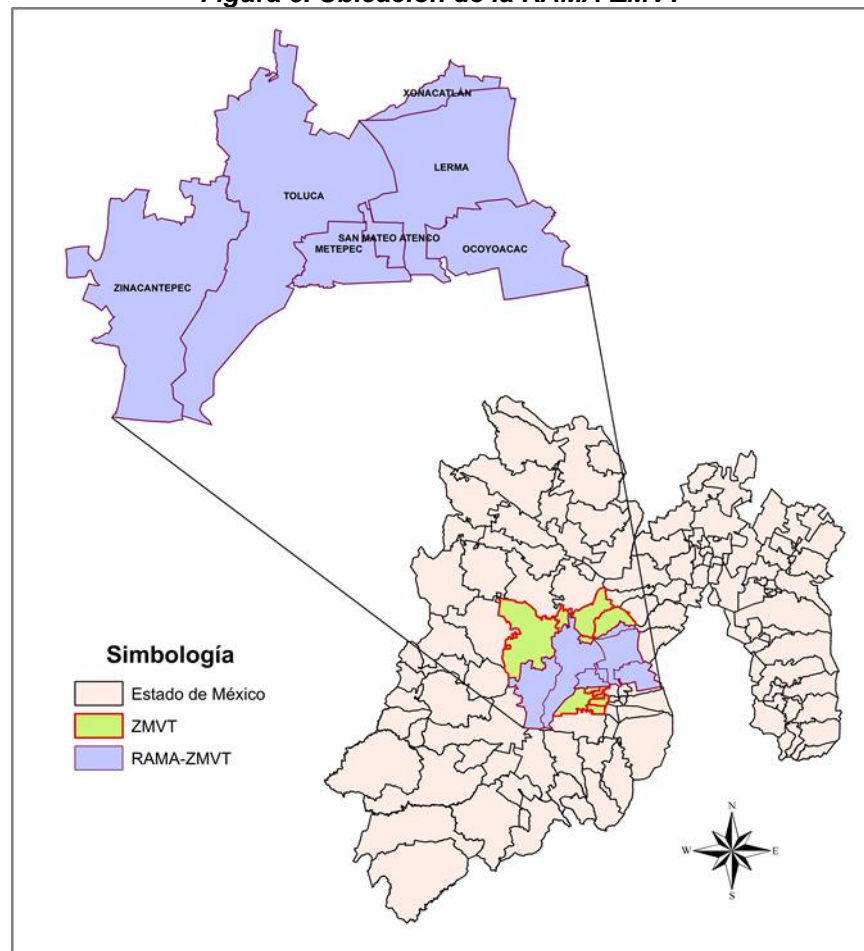 Figura 6. Ubicación de la RAMA-ZMVT
XONACATLÁN
LERMA
TOLUCA
SAN MATEO ATENCO
METEPEC
OCOYOACAC
ZINACANTEPEC
Simbología
Estado de México
ZMVT
RAMA-ZMVT
N
W
E
S